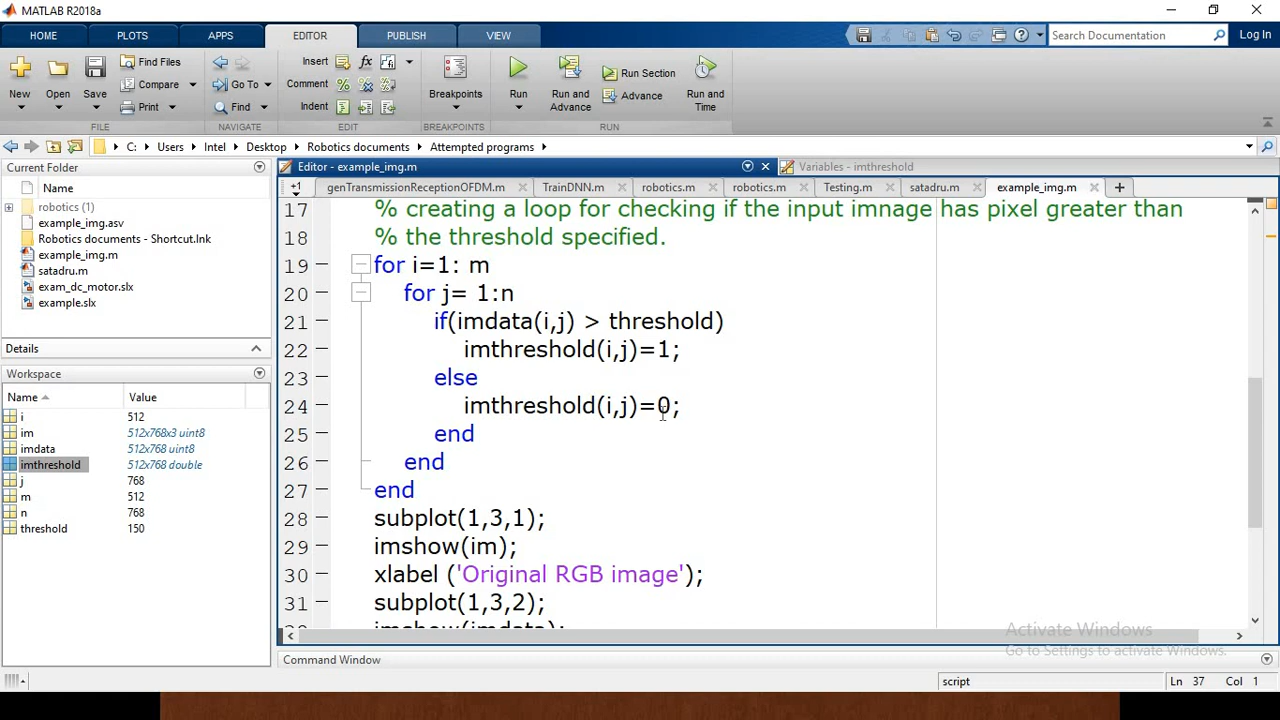 MATLAB R2018a
HOME PLOTS APPS EDITOR PUBLISH VIEW Search Documentation Log In
New Open Save Find Files Compare Print
Go To Find
Insert fx Comment % Indent
Breakpoints Run Run and Advance Run Section Advance Run and Time
FILE NAVIGATE EDIT BREAKPOINTS RUN
C: Users Intel Desktop Robotics documents Attempted programs
Current Folder
Name
robotics (1)
example_img.asv
Robotics documents - Shortcut.lnk
example_img.m
satadru.m
exam_dc_motor.slx
example.slx
Details
Workspace
Name Value
i 512
im 512x768x3 uint8
imdata 512x768 uint8
imthreshold 512x768 double
j 768
m 512
n 768
threshold 150
Editor - example_img.m Variables - imthreshold
+1 genTransmissionReceptionOFDM.m TrainDNN.m robotics.m robotics.m Testing.m satadru.m example_img.m
17 % creating a loop for checking if the input imnage has pixel greater than
18 % the threshold specified.
19 for i=1: m
20 for j= 1:n
21 if(imdata(i,j) > threshold)
22 imthreshold(i,j)=1;
23 else
24 imthreshold(i,j)=0;
25 end
26 end
27 end
28 subplot(1,3,1);
29 imshow(im);
30 xlabel ('Original RGB image');
31 subplot(1,3,2);
imshow(imdata);
Activate Windows
Go to Settings to activate Windows.
Command Window
script Ln 37 Col 1